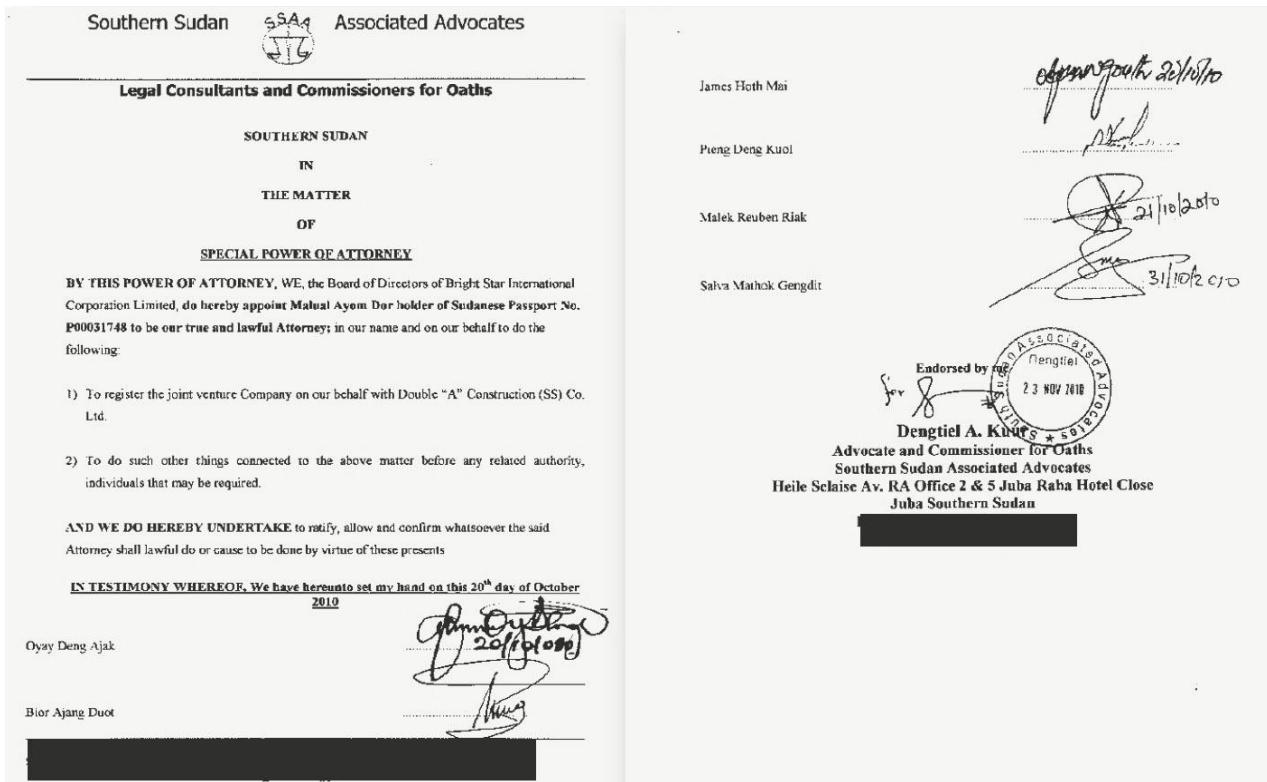 Southern Sudan SSAA Associated Advocates
Legal Consultants and Commissioners for Oaths
SOUTHERN SUDAN
IN
THE MATTER
OF
SPECIAL POWER OF ATTORNEY
BY THIS POWER OF ATTORNEY, WE, the Board of Directors of Bright Star International
Corporation Limited, do hereby appoint Malual Ayom Dor holder of Sudanese Passport No.
P00031748 to be our true and lawful Attorney; in our name and on our behalf to do the
following:
1) To register the joint venture Company on our behalf with Double "A" Construction (SS) Co.
Ltd.
2) To do such other things connected to the above matter before any related authority,
individuals that may be required.
AND WE DO HEREBY UNDERTAKE to ratify, allow and confirm whatsoever the said
Attorney shall lawful do or cause to be done by virtue of these presents
IN TESTIMONY WHEREOF, We have hereunto set my hand on this 20th day of October
2010
Oyay Deng Ajak
Bior Ajang Duot
James Hoth Mai
Pieng Deng Kuol
Malek Reuben Riak 21/10/2010
Salva Mathok Gengdit 31/10/2010
Endorsed by me
for
South Sudan Associated Advocates
Dengtiel
23 NOV 2010
Dengtiel A. Kuur
Advocate and Commissioner for Oaths
Southern Sudan Associated Advocates
Heile Sclaise Av. RA Office 2 & 5 Juba Raha Hotel Close
Juba Southern Sudan